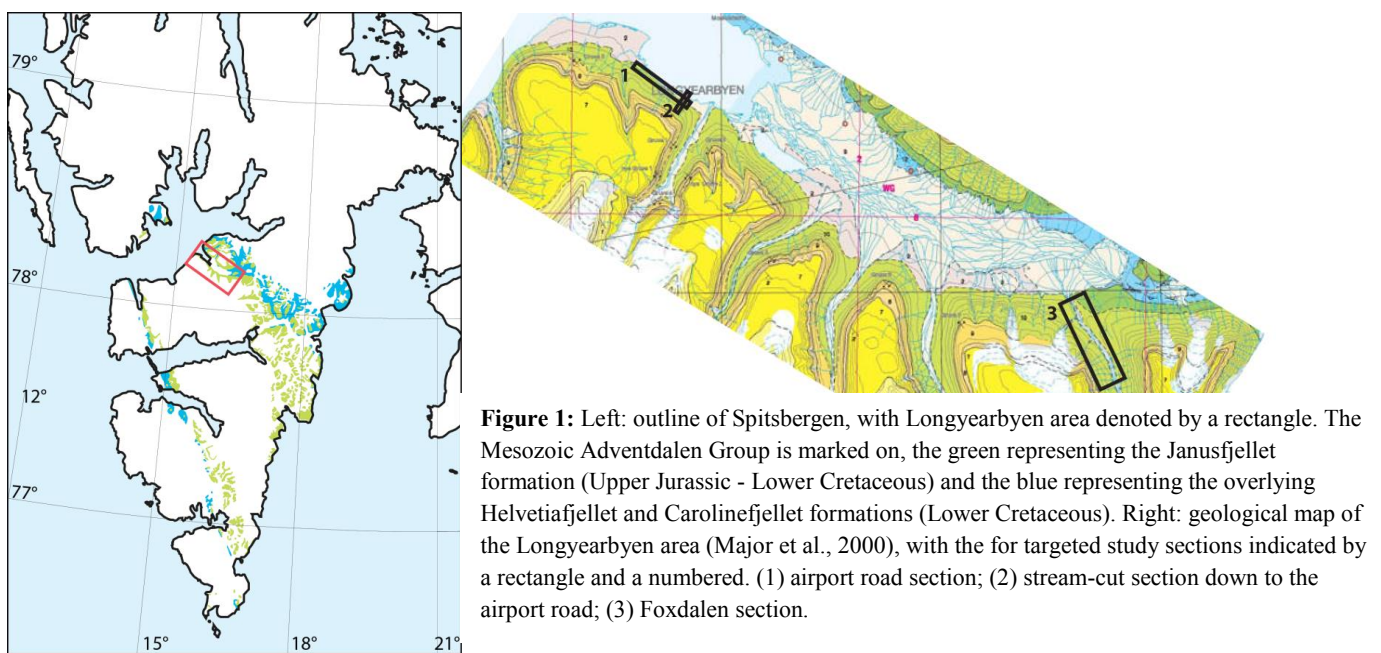 79°
78°
12°
77°
15°
18°
21°
1
LONGYEARBYEN
2
2
WG
8
3
Figure 1: Left: outline of Spitsbergen, with Longyearbyen area denoted by a rectangle. The
Mesozoic Adventdalen Group is marked on, the green representing the Janusfjellet
formation (Upper Jurassic - Lower Cretaceous) and the blue representing the overlying
Helvetiafjellet and Carolinefjellet formations (Lower Cretaceous). Right: geological map of
the Longyearbyen area (Major et al., 2000), with the for targeted study sections indicated by
a rectangle and a numbered. (1) airport road section; (2) stream-cut section down to the
airport road; (3) Foxdalen section.